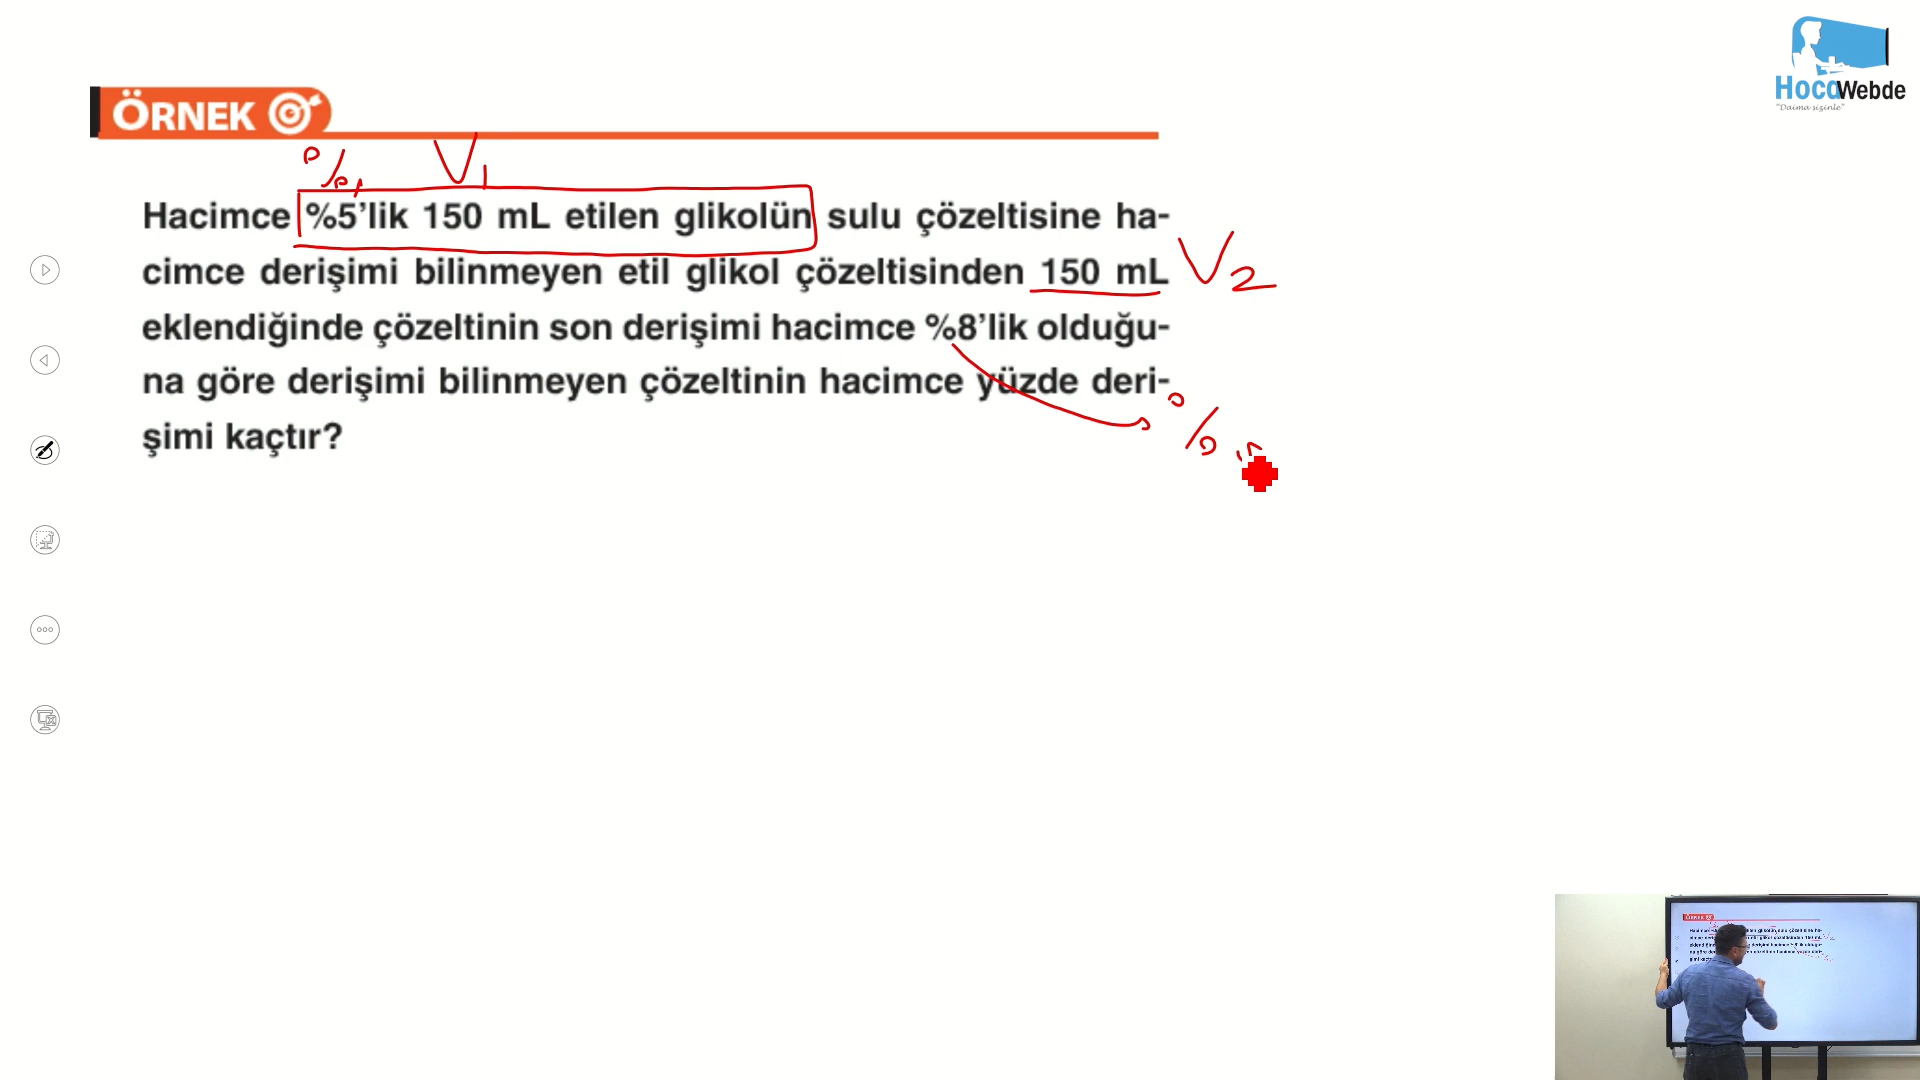 HocaWebde
"Daima sizinle"
ÖRNEK
%1 V1
Hacimce %5'lik 150 mL etilen glikolün sulu çözeltisine ha-
cimce derişimi bilinmeyen etil glikol çözeltisinden 150 mL V2
eklendiğinde çözeltinin son derişimi hacimce %8'lik olduğu-
na göre derişimi bilinmeyen çözeltinin hacimce yüzde deri-
şimi kaçtır?
%